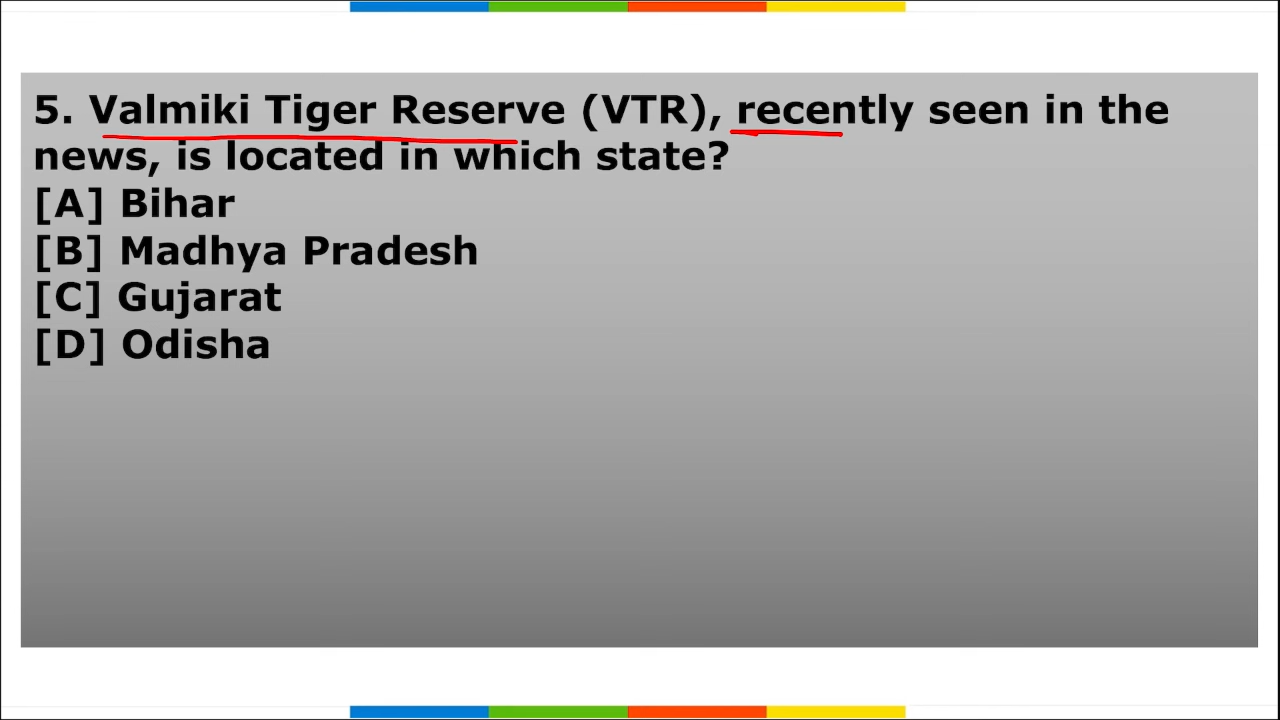 5. Valmiki Tiger Reserve (VTR), recently seen in the
news, is located in which state?
[A] Bihar
[B] Madhya Pradesh
[C] Gujarat
[D] Odisha